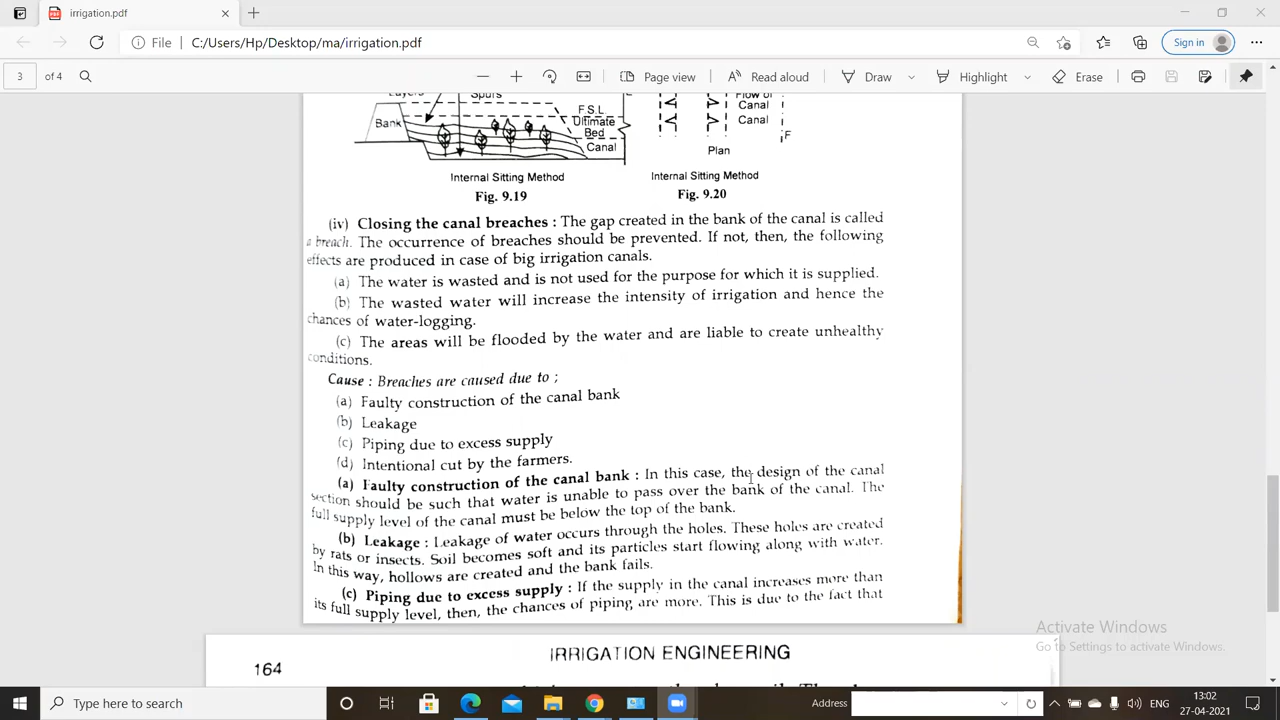 irrigation.pdf
File C:/Users/Hp/Desktop/ma/irrigation.pdf Sign in
3 of 4 Page view Read aloud Draw Highlight Erase
Layers Spurs Flow of
F.S.L Canal
Bank Ultimate Canal
Bed
Canal F
Plan
Internal Sitting Method Internal Sitting Method
Fig. 9.19 Fig. 9.20
(iv) Closing the canal breaches : The gap created in the bank of the canal is called
a breach. The occurrence of breaches should be prevented. If not, then, the following
effects are produced in case of big irrigation canals.
(a) The water is wasted and is not used for the purpose for which it is supplied.
(b) The wasted water will increase the intensity of irrigation and hence the
chances of water-logging.
(c) The areas will be flooded by the water and are liable to create unhealthy
conditions.
Cause : Breaches are caused due to ;
(a) Faulty construction of the canal bank
(b) Leakage
(c) Piping due to excess supply
(d) Intentional cut by the farmers.
(a) Faulty construction of the canal bank : In this case, the design of the canal
section should be such that water is unable to pass over the bank of the canal. The
full supply level of the canal must be below the top of the bank.
(b) Leakage : Leakage of water occurs through the holes. These holes are created
by rats or insects. Soil becomes soft and its particles start flowing along with water.
In this way, hollows are created and the bank fails.
(c) Piping due to excess supply : If the supply in the canal increases more than
its full supply level, then, the chances of piping are more. This is due to the fact that
Activate Windows
Go to Settings to activate Windows.
164 IRRIGATION ENGINEERING
Type here to search Address ENG 13:02
27-04-2021